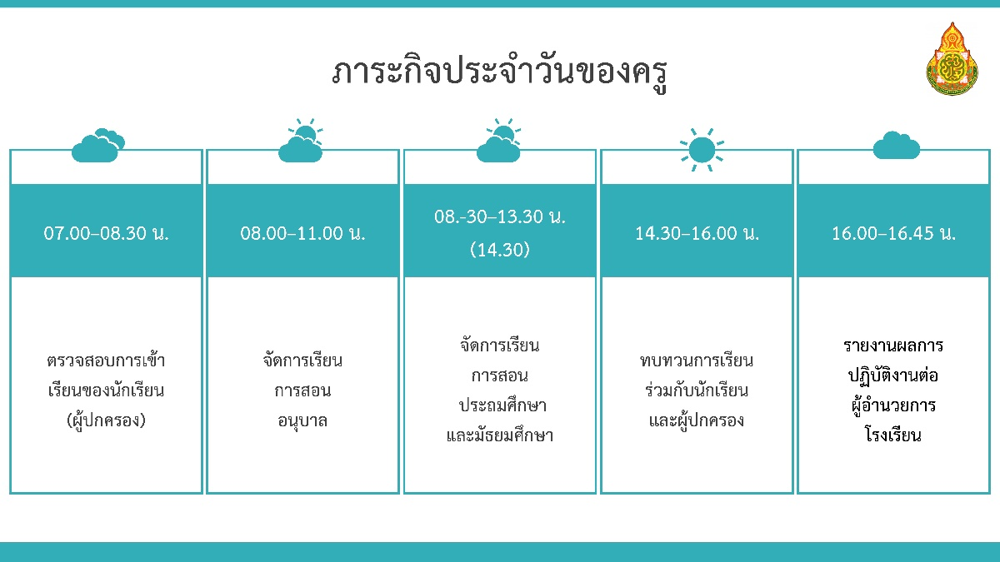 ภาระกิจประจำวันของครู
07.00–08.30 น.
ตรวจสอบการเข้า
เรียนของนักเรียน
(ผู้ปกครอง)
08.00–11.00 น.
จัดการเรียน
การสอน
อนุบาล
08.-30–13.30 น.
(14.30)
จัดการเรียน
การสอน
ประถมศึกษา
และมัธยมศึกษา
14.30–16.00 น.
ทบทวนการเรียน
ร่วมกับนักเรียน
และผู้ปกครอง
16.00–16.45 น.
รายงานผลการ
ปฏิบัติงานต่อ
ผู้อำนวยการ
โรงเรียน